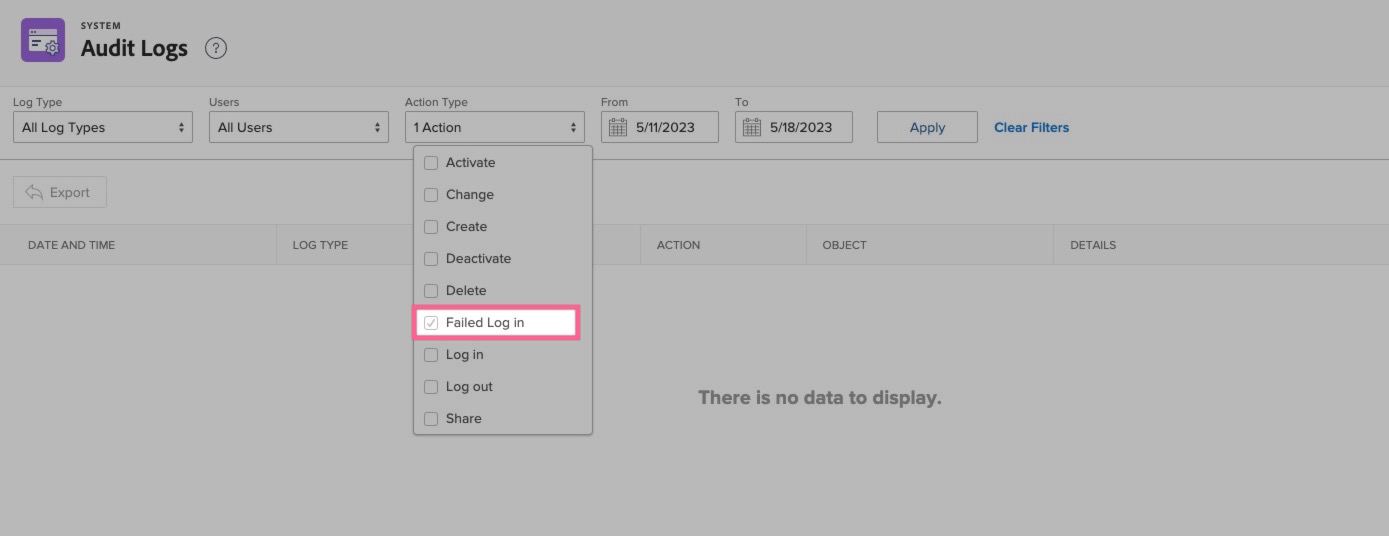 SYSTEM
Audit Logs ?
Log Type Users Action Type From To
All Log Types All Users 1 Action 5/11/2023 5/18/2023 Apply Clear Filters
Activate
Change
Export
Create
Deactivate
Delete
Failed Log in
Log in
Log out
Share
DATE AND TIME LOG TYPE ACTION OBJECT DETAILS
There is no data to display.